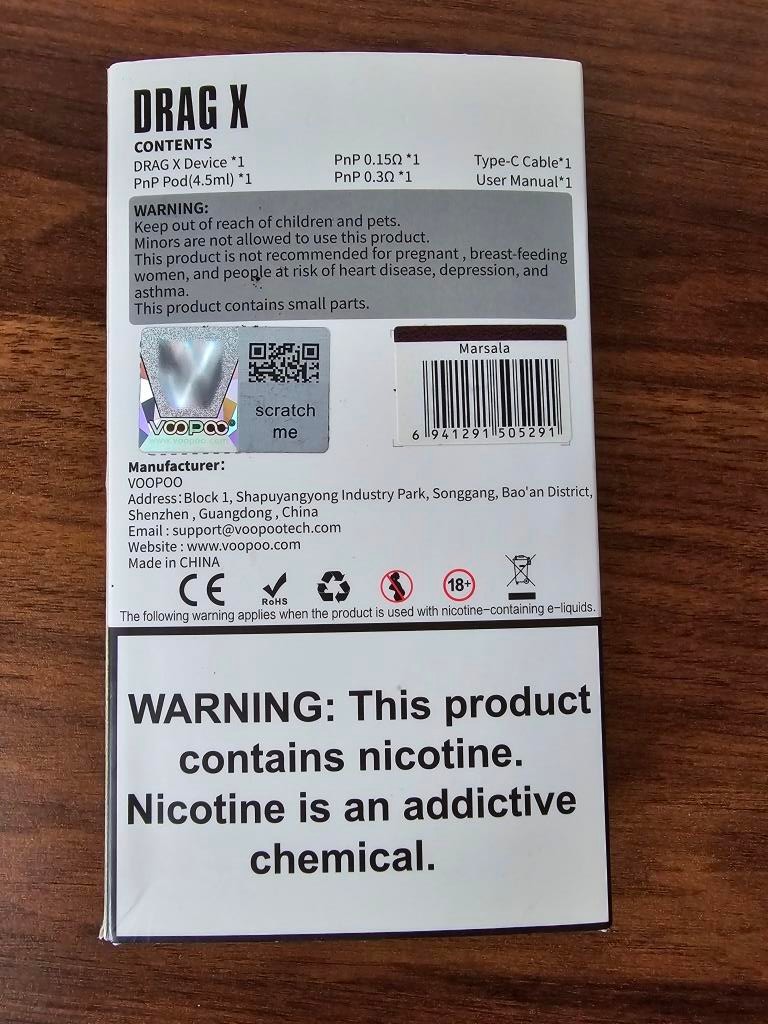 DRAG X
CONTENTS
DRAG X Device *1 PnP 0.15Ω *1 Type-C Cable*1
PnP Pod(4.5ml) *1 PnP 0.3Ω *1 User Manual*1
WARNING:
Keep out of reach of children and pets.
Minors are not allowed to use this product.
This product is not recommended for pregnant , breast-feeding
women, and people at risk of heart disease, depression, and
asthma.
This product contains small parts.
VOOPOO®
www.voopoo.com
scratch
me
Marsala
6 941291 505291
Manufacturer:
VOOPOO
Address:Block 1, Shapuyangyong Industry Park, Songgang, Bao'an District,
Shenzhen , Guangdong , China
Email : support@voopootech.com
Website : www.voopoo.com
Made in CHINA
CE RoHS 18+
The following warning applies when the product is used with nicotine-containing e-liquids.
WARNING: This product
contains nicotine.
Nicotine is an addictive
chemical.